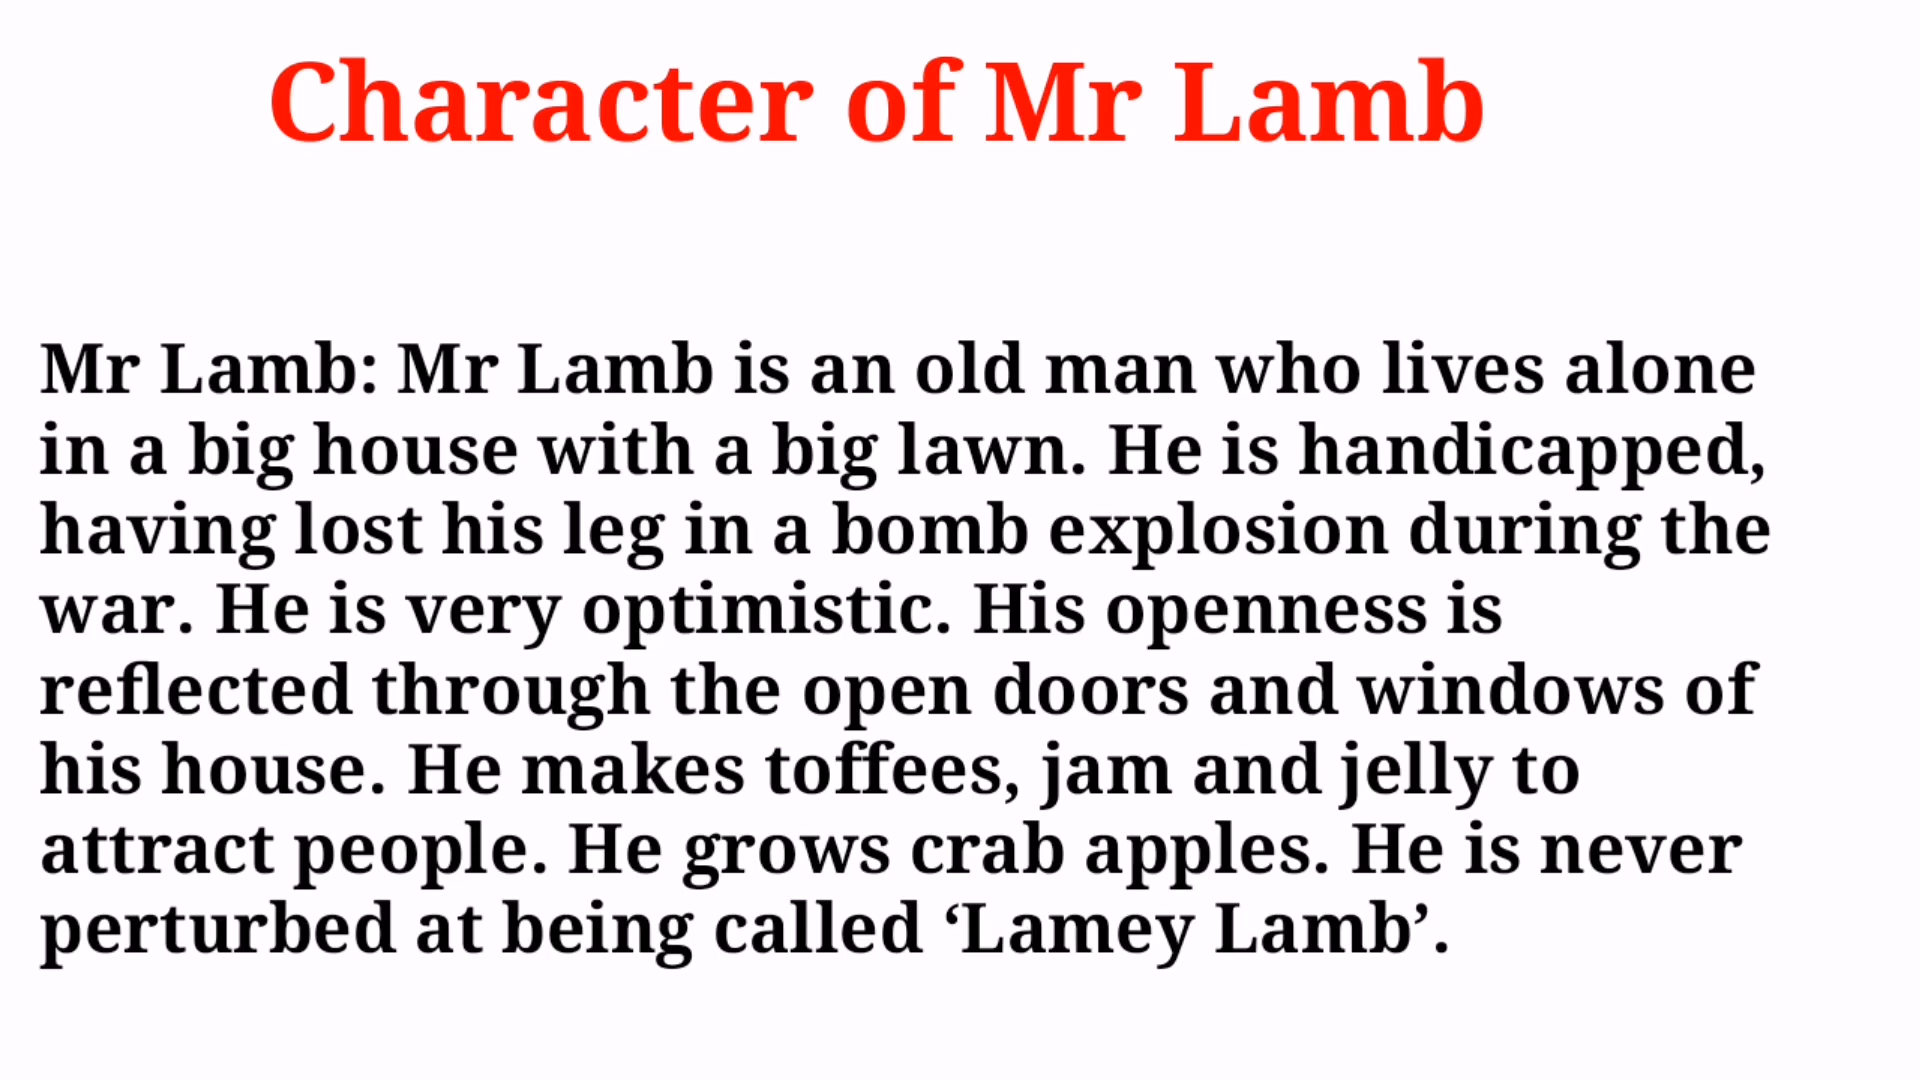 Character of Mr Lamb
Mr Lamb: Mr Lamb is an old man who lives alone
in a big house with a big lawn. He is handicapped,
having lost his leg in a bomb explosion during the
war. He is very optimistic. His openness is
reflected through the open doors and windows of
his house. He makes toffees, jam and jelly to
attract people. He grows crab apples. He is never
perturbed at being called ‘Lamey Lamb’.